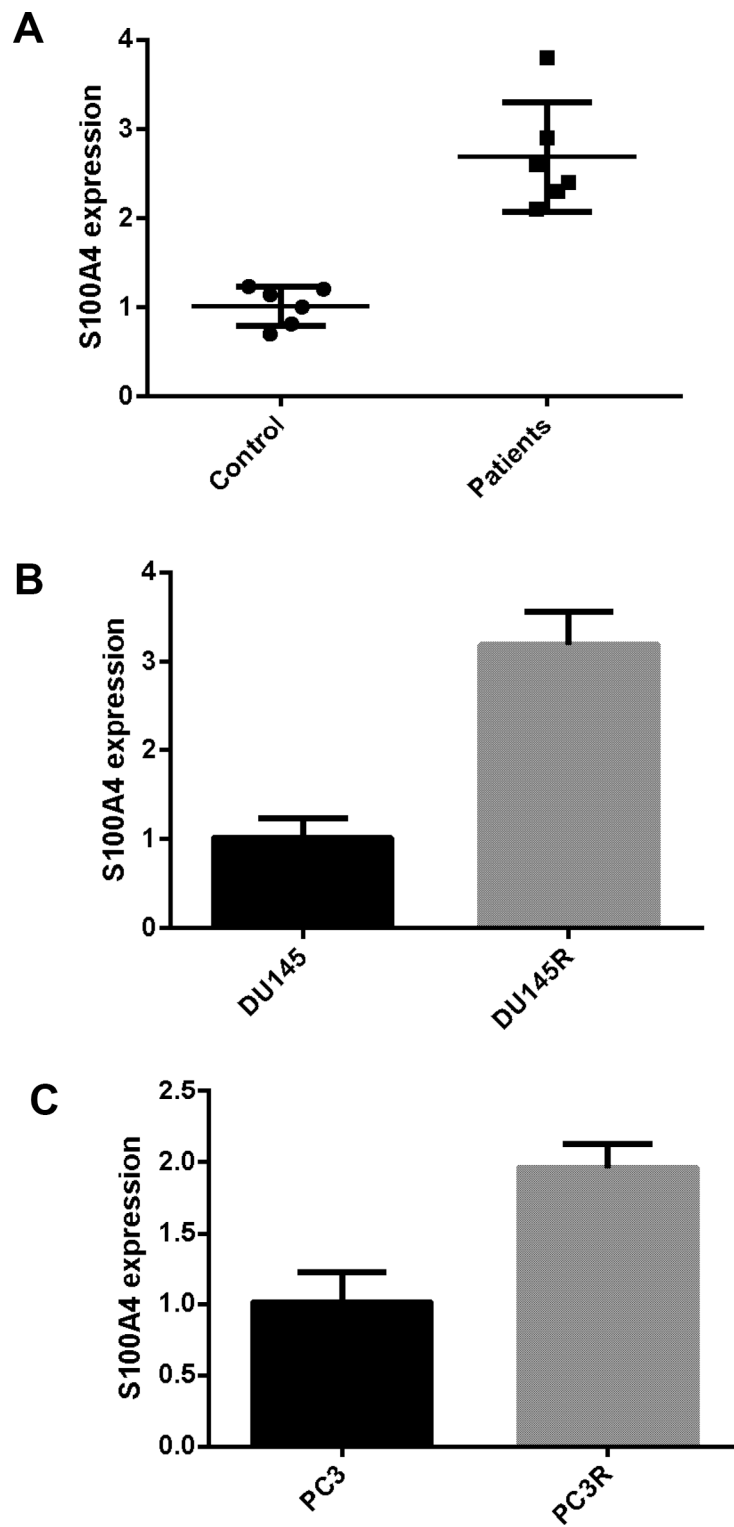 A
S100A4 expression
4
3
2
1
0
Control
Patients
B
S100A4 expression
4
3
2
1
0
DU145
DU145R
C
S100A4 expression
2.5
2.0
1.5
1.0
0.5
0.0
PC3
PC3R